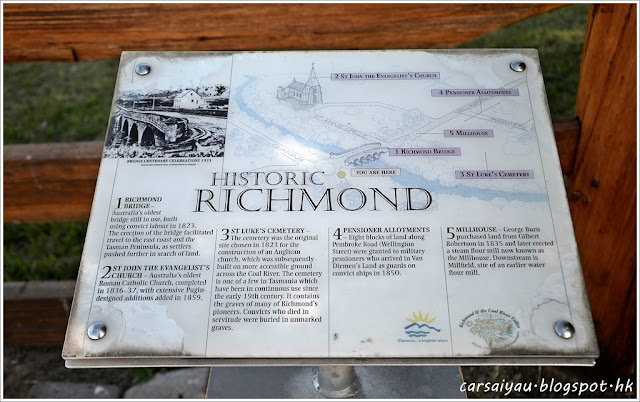 2 ST JOHN THE EVANGELIST'S CHURCH
4 PENSIONER ALLOTMENTS
5 MILLHOUSE
1 RICHMOND BRIDGE
YOU ARE HERE
3 ST LUKE'S CEMETERY
BRIDGE CENTENARY CELEBRATIONS 1923
HISTORIC
RICHMOND
1 RICHMOND
BRIDGE –
Australia's oldest
bridge still in use, built
using convict labour in 1823.
The erection of the bridge facilitated
travel to the east coast and the
Tasman Peninsula, as settlers
pushed further in search of land.
2 ST JOHN THE EVANGELIST'S
CHURCH – Australia's oldest
Roman Catholic Church, completed
in 1836-37, with extensive Pugin-
designed additions added in 1859.
3 ST LUKE'S CEMETERY –
The cemetery was the original
site chosen in 1823 for the
construction of an Anglican
church, which was subsequently
built on more accessible ground
across the Coal River. The cemetery
is one of a few in Tasmania which
have been in continuous use since
the early 19th century. It contains
the graves of many of Richmond's
pioneers. Convicts who died in
servitude were buried in unmarked
graves.
4 PENSIONER ALLOTMENTS
– Eight blocks of land along
Pembroke Road (Wellington
Street) were granted to military
pensioners who arrived in Van
Diemen's Land as guards on
convict ships in 1850.
5 MILLHOUSE – George Burn
purchased land from Gilbert
Robertson in 1835 and later erected
a steam flour mill now known as
the Millhouse. Downstream is
Millfield, site of an earlier water
flour mill.
Richmond &
the Coal River Valley
carsaiyau.blogspot.hk